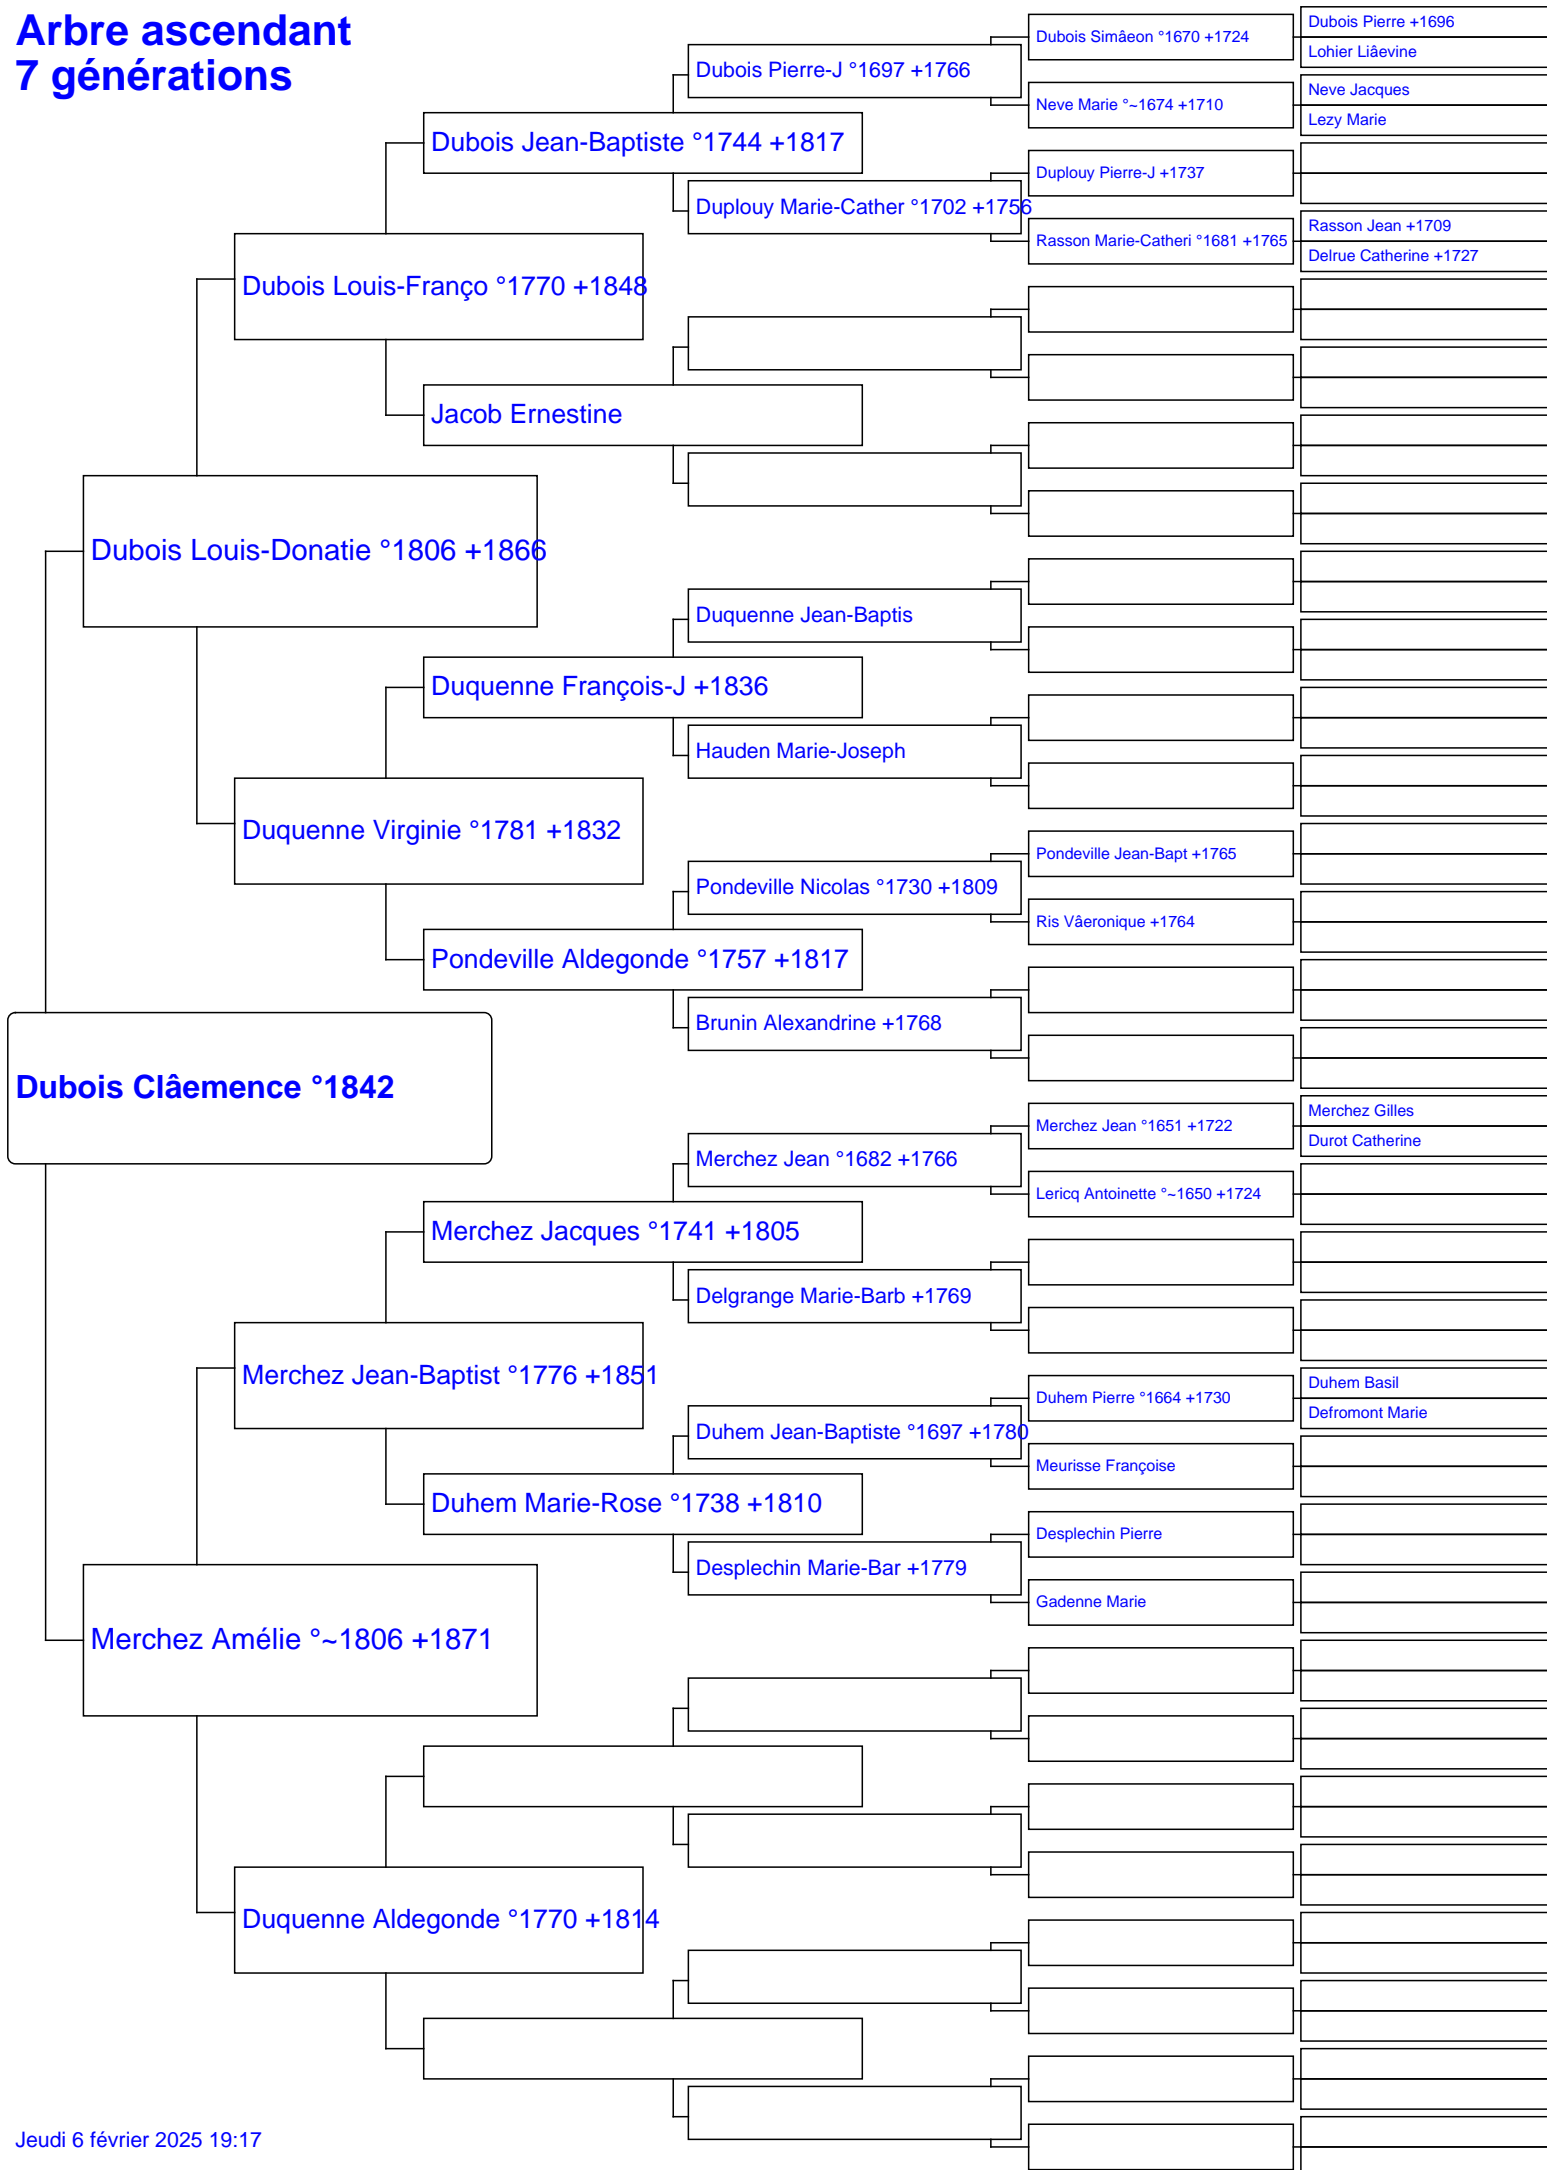 Arbre ascendant
7 générations
Dubois Clâemence °1842
Dubois Louis-Donatie °1806 +1866
Merchez Amélie °~1806 +1871
Dubois Louis-Franço °1770 +1848
Duquenne Virginie °1781 +1832
Merchez Jean-Baptist °1776 +1851
Duquenne Aldegonde °1770 +1814
Dubois Jean-Baptiste °1744 +1817
Jacob Ernestine
Duquenne François-J +1836
Pondeville Aldegonde °1757 +1817
Merchez Jacques °1741 +1805
Duhem Marie-Rose °1738 +1810
Dubois Pierre-J °1697 +1766
Duplouy Marie-Cather °1702 +1756
Duquenne Jean-Baptis
Hauden Marie-Joseph
Pondeville Nicolas °1730 +1809
Brunin Alexandrine +1768
Merchez Jean °1682 +1766
Delgrange Marie-Barb +1769
Duhem Jean-Baptiste °1697 +1780
Desplechin Marie-Bar +1779
Dubois Simâeon °1670 +1724
Neve Marie °~1674 +1710
Duplouy Pierre-J +1737
Rasson Marie-Catheri °1681 +1765
Pondeville Jean-Bapt +1765
Ris Vâeronique +1764
Merchez Jean °1651 +1722
Lericq Antoinette °~1650 +1724
Duhem Pierre °1664 +1730
Meurisse Françoise
Desplechin Pierre
Gadenne Marie
Dubois Pierre +1696
Lohier Liâevine
Neve Jacques
Lezy Marie
Rasson Jean +1709
Delrue Catherine +1727
Merchez Gilles
Durot Catherine
Duhem Basil
Defromont Marie
Jeudi 6 février 2025 19:17